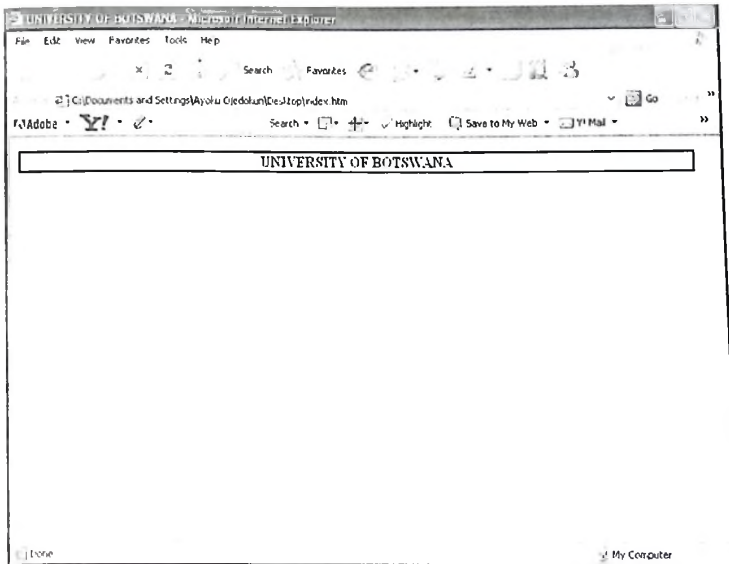 UNIVERSITY OF BOTSWANA - Microsoft Internet Explorer
File Edit View Favorites Tools Help
Search Favorites
C:\Documents and Settings\Ayoku Ojedokun\Desktop\index.htm Go »
Adobe Y! Search Highlight Save to My Web Y! Mail »
UNIVERSITY OF BOTSWANA
Done My Computer